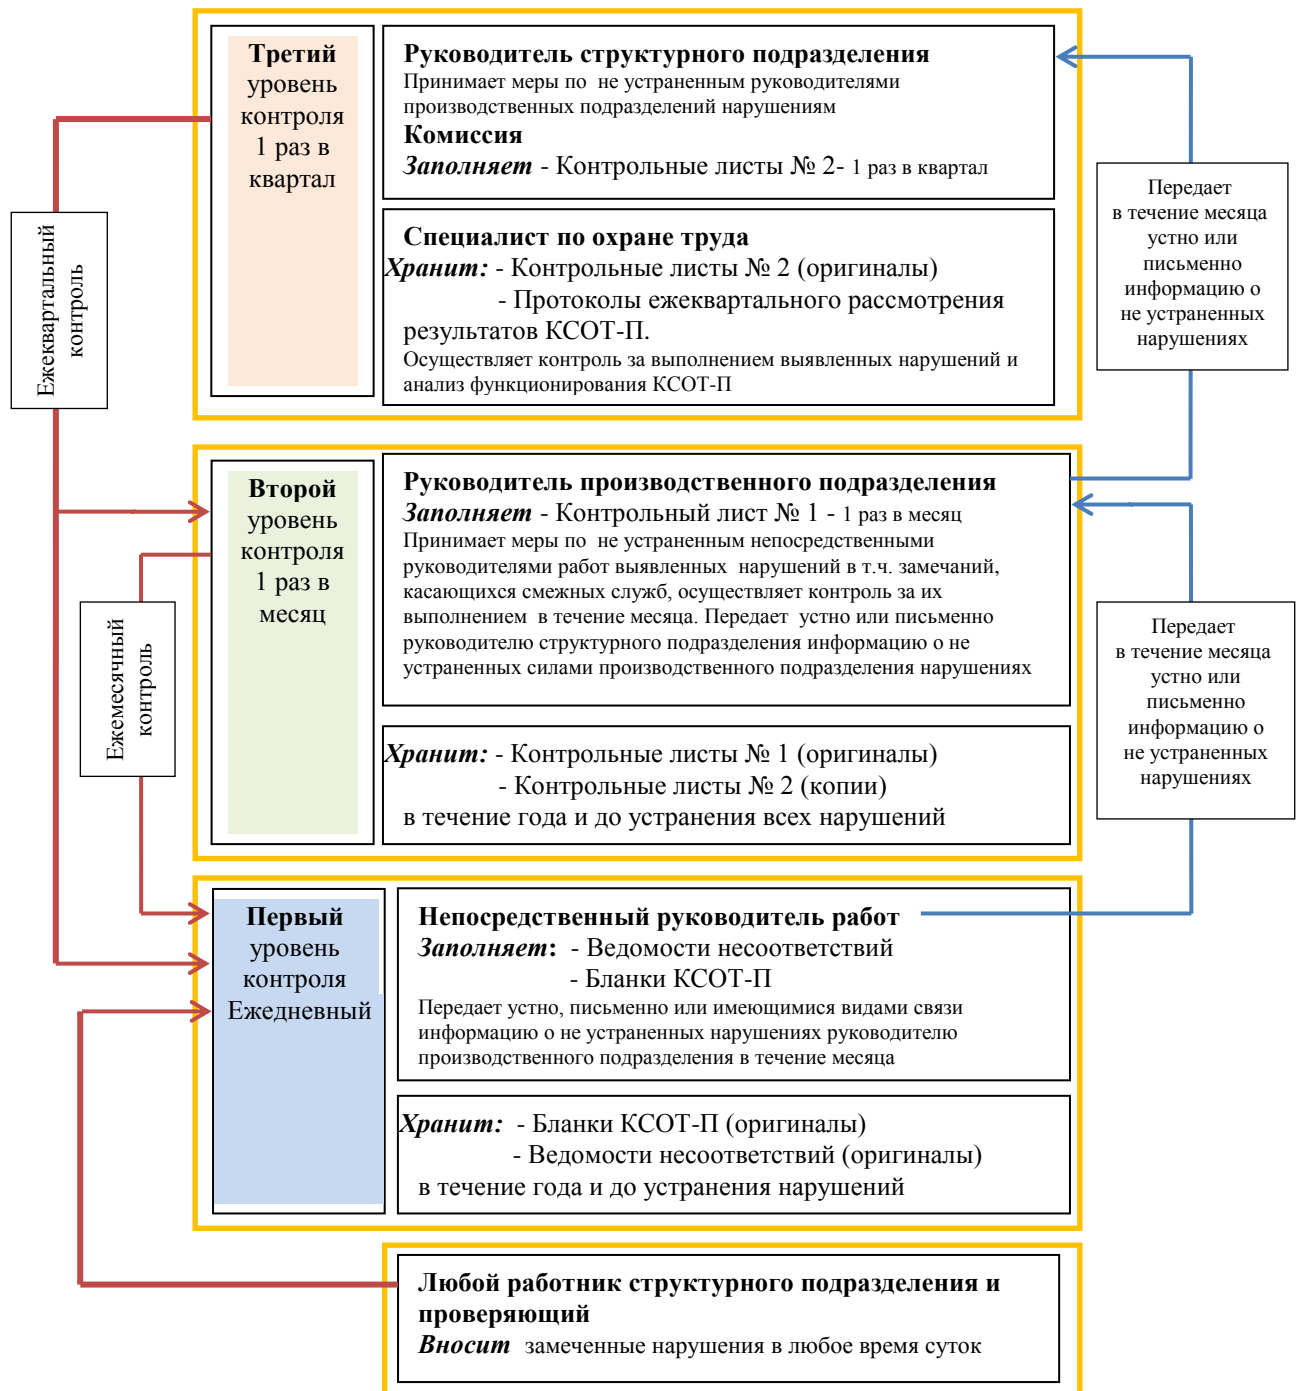 Третий
уровень
контроля
1 раз в
квартал
Руководитель структурного подразделения
Принимает меры по не устраненным руководителями
производственных подразделений нарушениям
Комиссия
Заполняет - Контрольные листы № 2- 1 раз в квартал
Специалист по охране труда
Хранит: - Контрольные листы № 2 (оригиналы)
- Протоколы ежеквартального рассмотрения
результатов КСОТ-П.
Осуществляет контроль за выполнением выявленных нарушений и
анализ функционирования КСОТ-П
Ежеквартальный
контроль
Передает
в течение месяца
устно или
письменно
информацию о
не устраненных
нарушениях
Второй
уровень
контроля
1 раз в
месяц
Руководитель производственного подразделения
Заполняет - Контрольный лист № 1 - 1 раз в месяц
Принимает меры по не устраненным непосредственными
руководителями работ выявленных нарушений в т.ч. замечаний,
касающихся смежных служб, осуществляет контроль за их
выполнением в течение месяца. Передает устно или письменно
руководителю структурного подразделения информацию о не
устраненных силами производственного подразделения нарушениях
Хранит: - Контрольные листы № 1 (оригиналы)
- Контрольные листы № 2 (копии)
в течение года и до устранения всех нарушений
Ежемесячный
контроль
Передает
в течение месяца
устно или
письменно
информацию о
не устраненных
нарушениях
Первый
уровень
контроля
Ежедневный
Непосредственный руководитель работ
Заполняет: - Ведомости несоответствий
- Бланки КСОТ-П
Передает устно, письменно или имеющимися видами связи
информацию о не устраненных нарушениях руководителю
производственного подразделения в течение месяца
Хранит: - Бланки КСОТ-П (оригиналы)
- Ведомости несоответствий (оригиналы)
в течение года и до устранения нарушений
Любой работник структурного подразделения и
проверяющий
Вносит замеченные нарушения в любое время суток